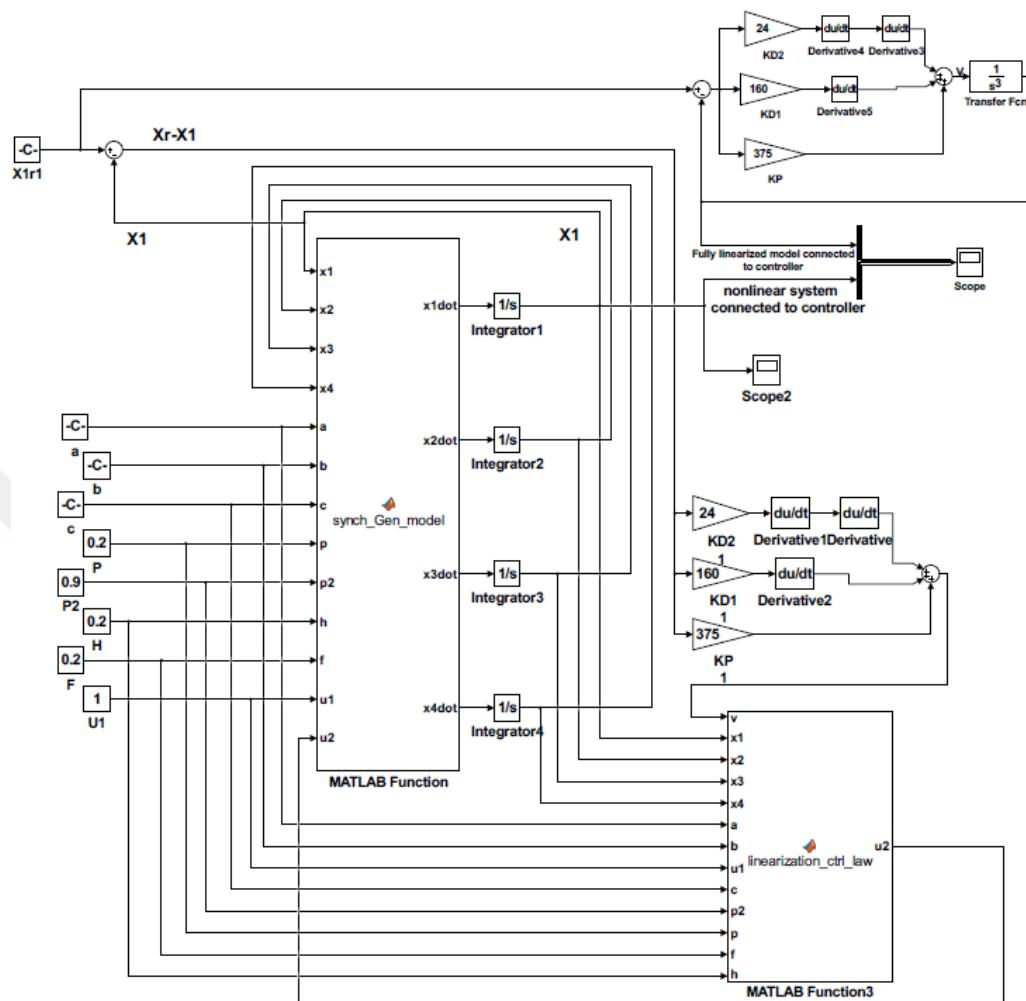 24
du/dt
du/dt
KD2
Derivative4
Derivative3
V
1
s3
Transfer Fcn
160
du/dt
KD1
Derivative5
375
KP
-C-
X1r1
Xr-X1
X1
X1
Fully linearized model connected
to controller
nonlinear system
connected to controller
Scope
Scope2
x1
x2
x3
x4
a
b
c
p
p2
h
f
u1
u2
x1dot
x2dot
x3dot
x4dot
synch_Gen_model
MATLAB Function
1/s
Integrator1
1/s
Integrator2
1/s
Integrator3
1/s
Integrator4
-C-
a
-C-
b
-C-
c
0.2
P
0.9
P2
0.2
H
0.2
F
1
U1
24
du/dt
du/dt
KD2
1
Derivative1
Derivative
160
du/dt
KD1
1
Derivative2
375
KP
1
v
x1
x2
x3
x4
a
b
u1
c
p2
p
f
h
u2
linearization_ctrl_law
MATLAB Function3